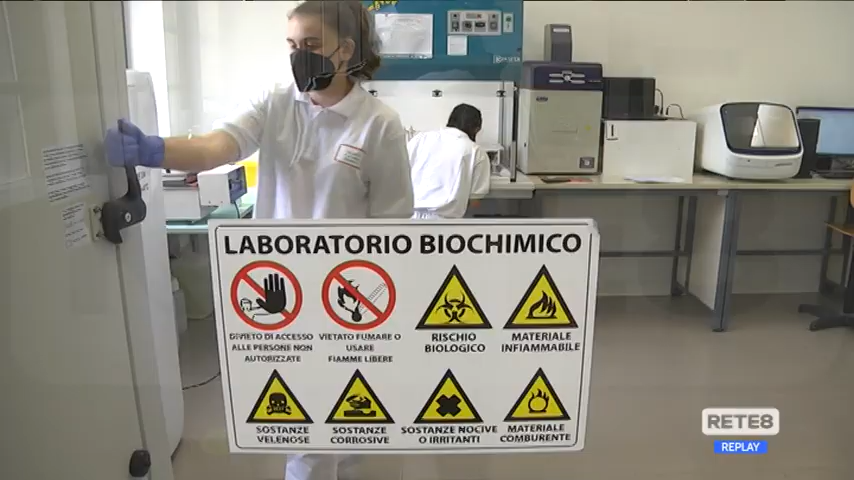 LABORATORIO BIOCHIMICO
DIVIETO DI ACCESSO
ALLE PERSONE NON
AUTORIZZATE
VIETATO FUMARE O
USARE
FIAMME LIBERE
RISCHIO
BIOLOGICO
MATERIALE
INFIAMMABILE
SOSTANZE
VELENOSE
SOSTANZE
CORROSIVE
SOSTANZE NOCIVE
O IRRITANTI
MATERIALE
COMBURENTE
RETE8
REPLAY